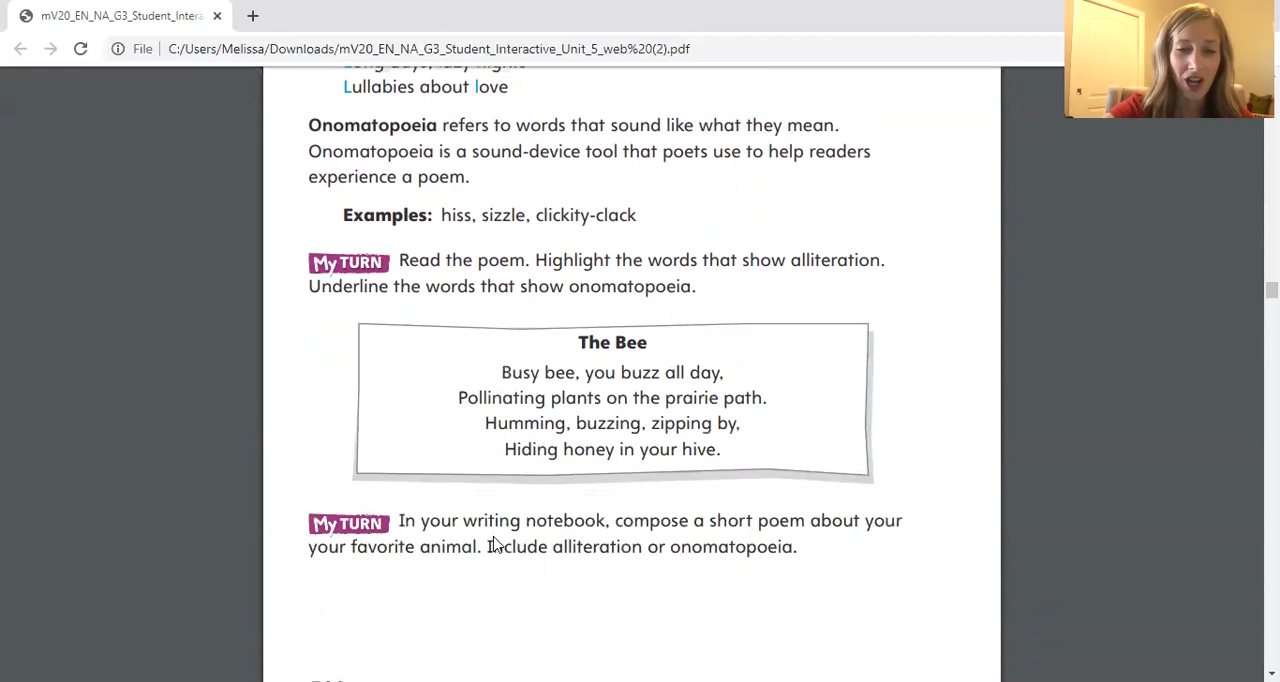 mV20_EN_NA_G3_Student_Intera
File
C:/Users/Melissa/Downloads/mV20_EN_NA_G3_Student_Interactive_Unit_5_web%20(2).pdf
Long days, lazy nights
Lullabies about love
Onomatopoeia refers to words that sound like what they mean.
Onomatopoeia is a sound-device tool that poets use to help readers
experience a poem.
Examples: hiss, sizzle, clickity-clack
My TURN Read the poem. Highlight the words that show alliteration.
Underline the words that show onomatopoeia.
The Bee
Busy bee, you buzz all day,
Pollinating plants on the prairie path.
Humming, buzzing, zipping by,
Hiding honey in your hive.
My TURN In your writing notebook, compose a short poem about your
your favorite animal. Include alliteration or onomatopoeia.